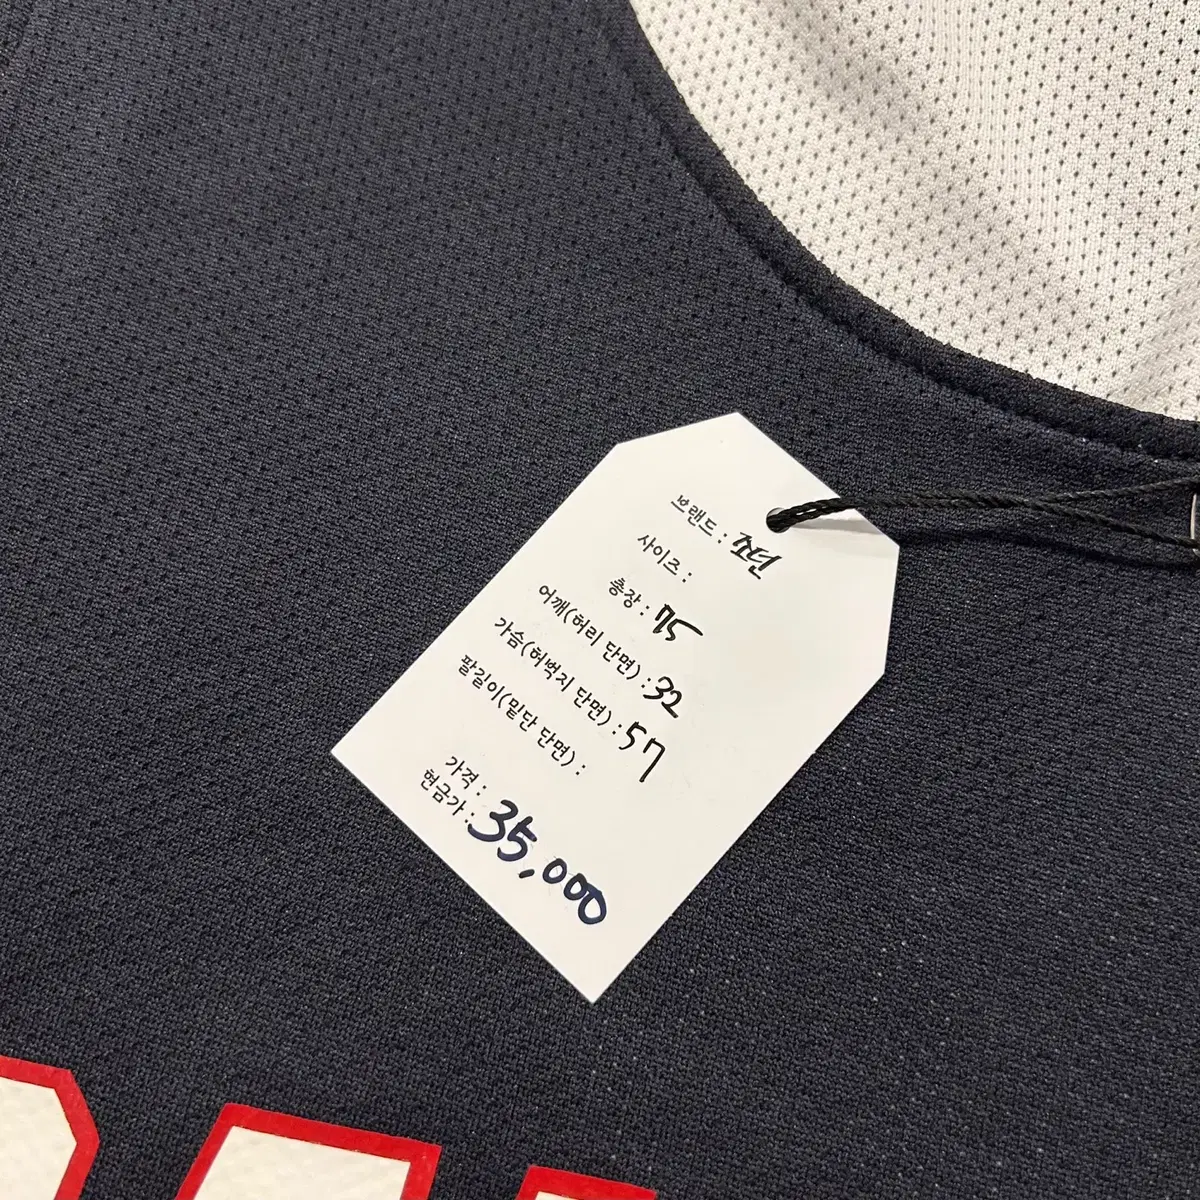 브랜드 : 조던
사이즈 :
총장 : 75
어깨(허리 단면) : 32
가슴(허벅지 단면) : 57
팔길이(밑단 단면) :
가격 :
현금가 : 35,000